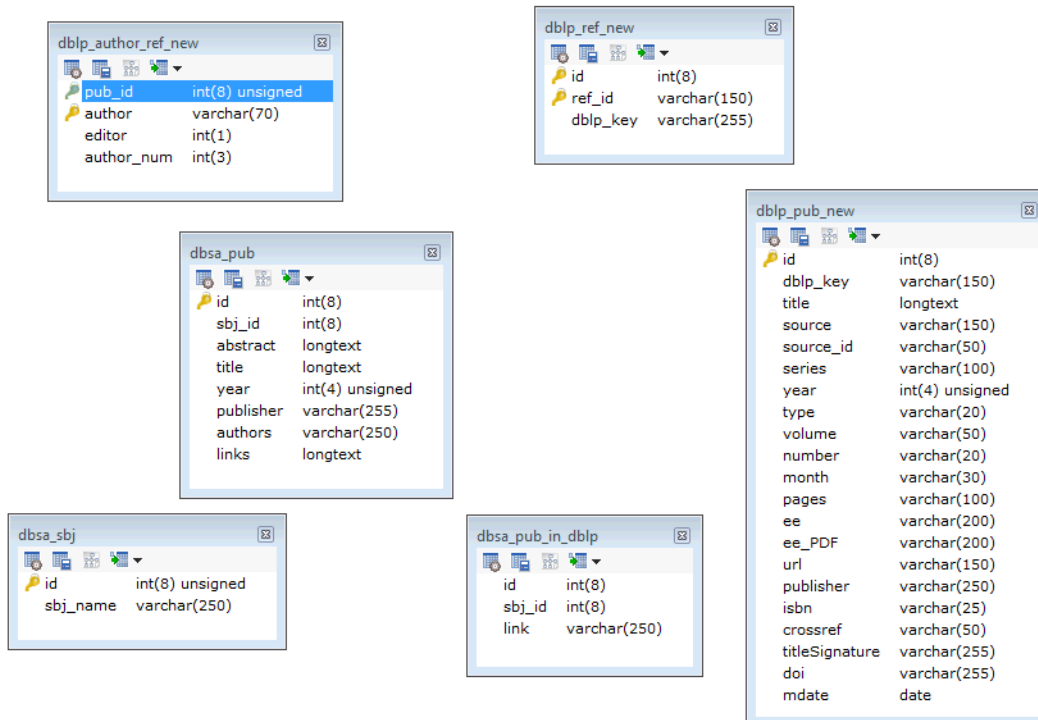 dblp_author_ref_new
pub_id int(8) unsigned
author varchar(70)
editor int(1)
author_num int(3)
dblp_ref_new
id int(8)
ref_id varchar(150)
dblp_key varchar(255)
dbsa_pub
id int(8)
sbj_id int(8)
abstract longtext
title longtext
year int(4) unsigned
publisher varchar(255)
authors varchar(250)
links longtext
dblp_pub_new
id int(8)
dblp_key varchar(150)
title longtext
source varchar(150)
source_id varchar(50)
series varchar(100)
year int(4) unsigned
type varchar(20)
volume varchar(50)
number varchar(20)
month varchar(30)
pages varchar(100)
ee varchar(200)
ee_PDF varchar(200)
url varchar(150)
publisher varchar(250)
isbn varchar(25)
crossref varchar(50)
titleSignature varchar(255)
doi varchar(255)
mdate date
dbsa_sbj
id int(8) unsigned
sbj_name varchar(250)
dbsa_pub_in_dblp
id int(8)
sbj_id int(8)
link varchar(250)